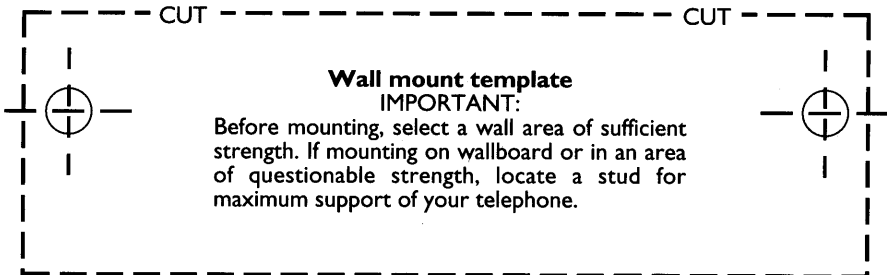 CUT CUT
Wall mount template
IMPORTANT:
Before mounting, select a wall area of sufficient
strength. If mounting on wallboard or in an area
of questionable strength, locate a stud for
maximum support of your telephone.